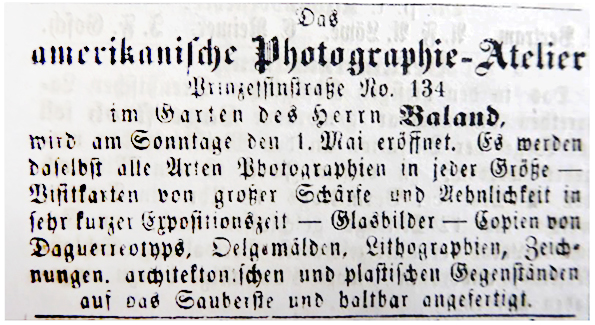 Das
amerikanische Photographie-Atelier
Prinzessinstraße No. 134
im Garten des Herrn Baland,
wird am Sonntage den 1. Mai eröffnet. Es werden
daselbst alle Arten Photographien in jeder Größe
Visitkarten von großer Schärfe und Aehnlichkeit in
sehr kurzer Expositionszeit — Glasbilder — Copien von
Daguerreotyps, Oelgemälden, Lithographien, Zeich-
nungen, architektonischen und plastischen Gegenständen
auf das Sauberste und haltbar angefertigt.